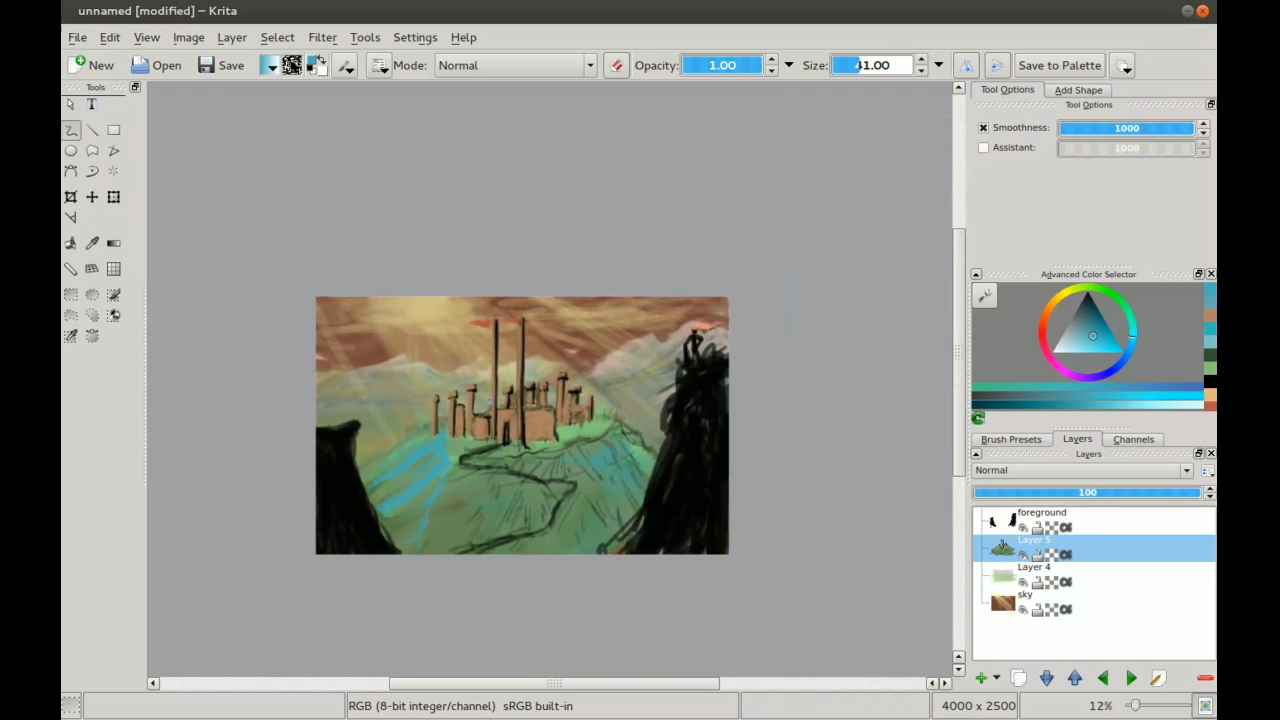 unnamed [modified] – Krita
File Edit View Image Layer Select Filter Tools Settings Help
New Open Save Mode: Normal Opacity: 1.00 Size: 41.00 Save to Palette
Tools
Tool Options Add Shape
Tool Options
Smoothness: 1000
Assistant: 1000
Advanced Color Selector
Brush Presets Layers Channels
Layers
Normal
100
foreground
Layer 5
Layer 4
sky
RGB (8-bit integer/channel) sRGB built-in 4000 x 2500 12%